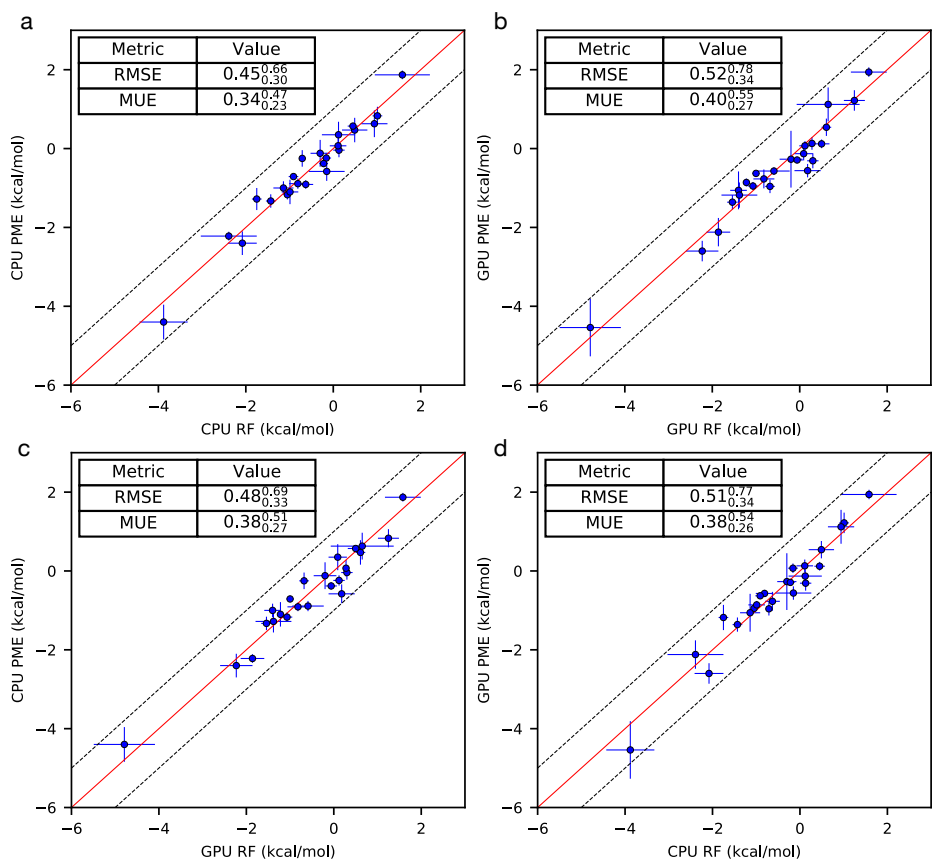 a
Metric Value
RMSE 0.45 0.66 0.30
MUE 0.34 0.47 0.23
2
0
−2
−4
−6
CPU PME (kcal/mol)
−6 −4 −2 0 2
CPU RF (kcal/mol)
b
Metric Value
RMSE 0.52 0.78 0.34
MUE 0.40 0.55 0.27
2
0
−2
−4
−6
GPU PME (kcal/mol)
−6 −4 −2 0 2
GPU RF (kcal/mol)
c
Metric Value
RMSE 0.48 0.69 0.33
MUE 0.38 0.51 0.27
2
0
−2
−4
−6
CPU PME (kcal/mol)
−6 −4 −2 0 2
GPU RF (kcal/mol)
d
Metric Value
RMSE 0.51 0.77 0.34
MUE 0.38 0.54 0.26
2
0
−2
−4
−6
GPU PME (kcal/mol)
−6 −4 −2 0 2
CPU RF (kcal/mol)